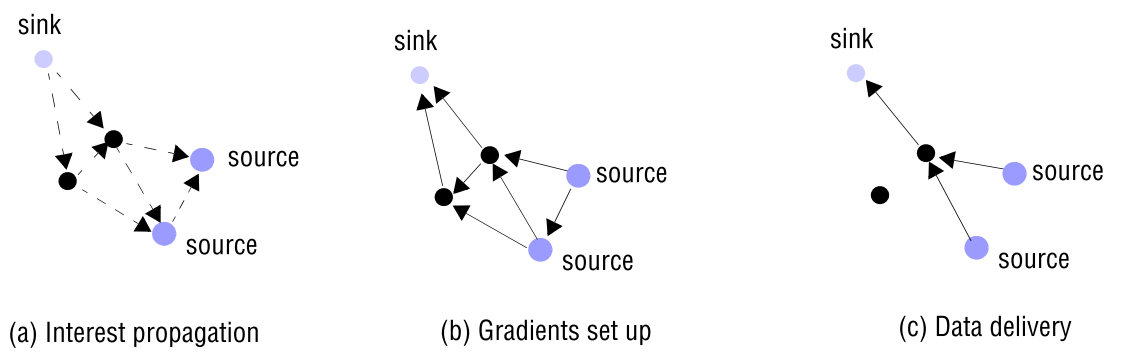 sink
source
source
(a) Interest propagation
sink
source
source
(b) Gradients set up
sink
source
source
(c) Data delivery